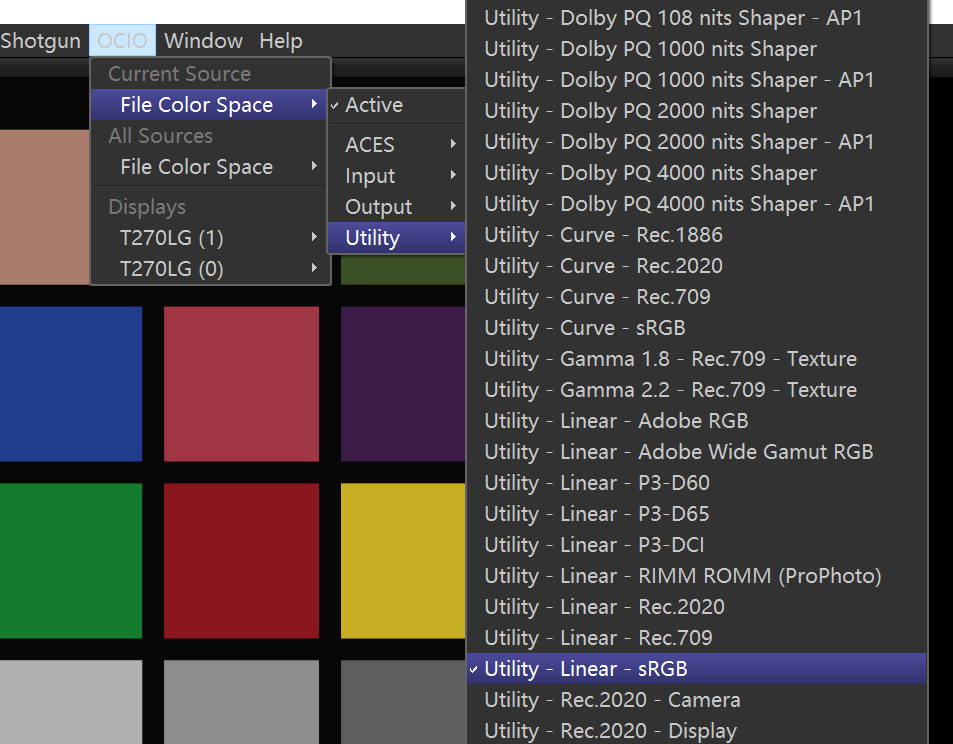 Shotgun OCIO Window Help
Current Source
File Color Space
All Sources
File Color Space
Displays
T270LG (1)
T270LG (0)
Active
ACES
Input
Output
Utility
Utility - Dolby PQ 108 nits Shaper - AP1
Utility - Dolby PQ 1000 nits Shaper
Utility - Dolby PQ 1000 nits Shaper - AP1
Utility - Dolby PQ 2000 nits Shaper
Utility - Dolby PQ 2000 nits Shaper - AP1
Utility - Dolby PQ 4000 nits Shaper
Utility - Dolby PQ 4000 nits Shaper - AP1
Utility - Curve - Rec.1886
Utility - Curve - Rec.2020
Utility - Curve - Rec.709
Utility - Curve - sRGB
Utility - Gamma 1.8 - Rec.709 - Texture
Utility - Gamma 2.2 - Rec.709 - Texture
Utility - Linear - Adobe RGB
Utility - Linear - Adobe Wide Gamut RGB
Utility - Linear - P3-D60
Utility - Linear - P3-D65
Utility - Linear - P3-DCI
Utility - Linear - RIMM ROMM (ProPhoto)
Utility - Linear - Rec.2020
Utility - Linear - Rec.709
Utility - Linear - sRGB
Utility - Rec.2020 - Camera
Utility - Rec.2020 - Display